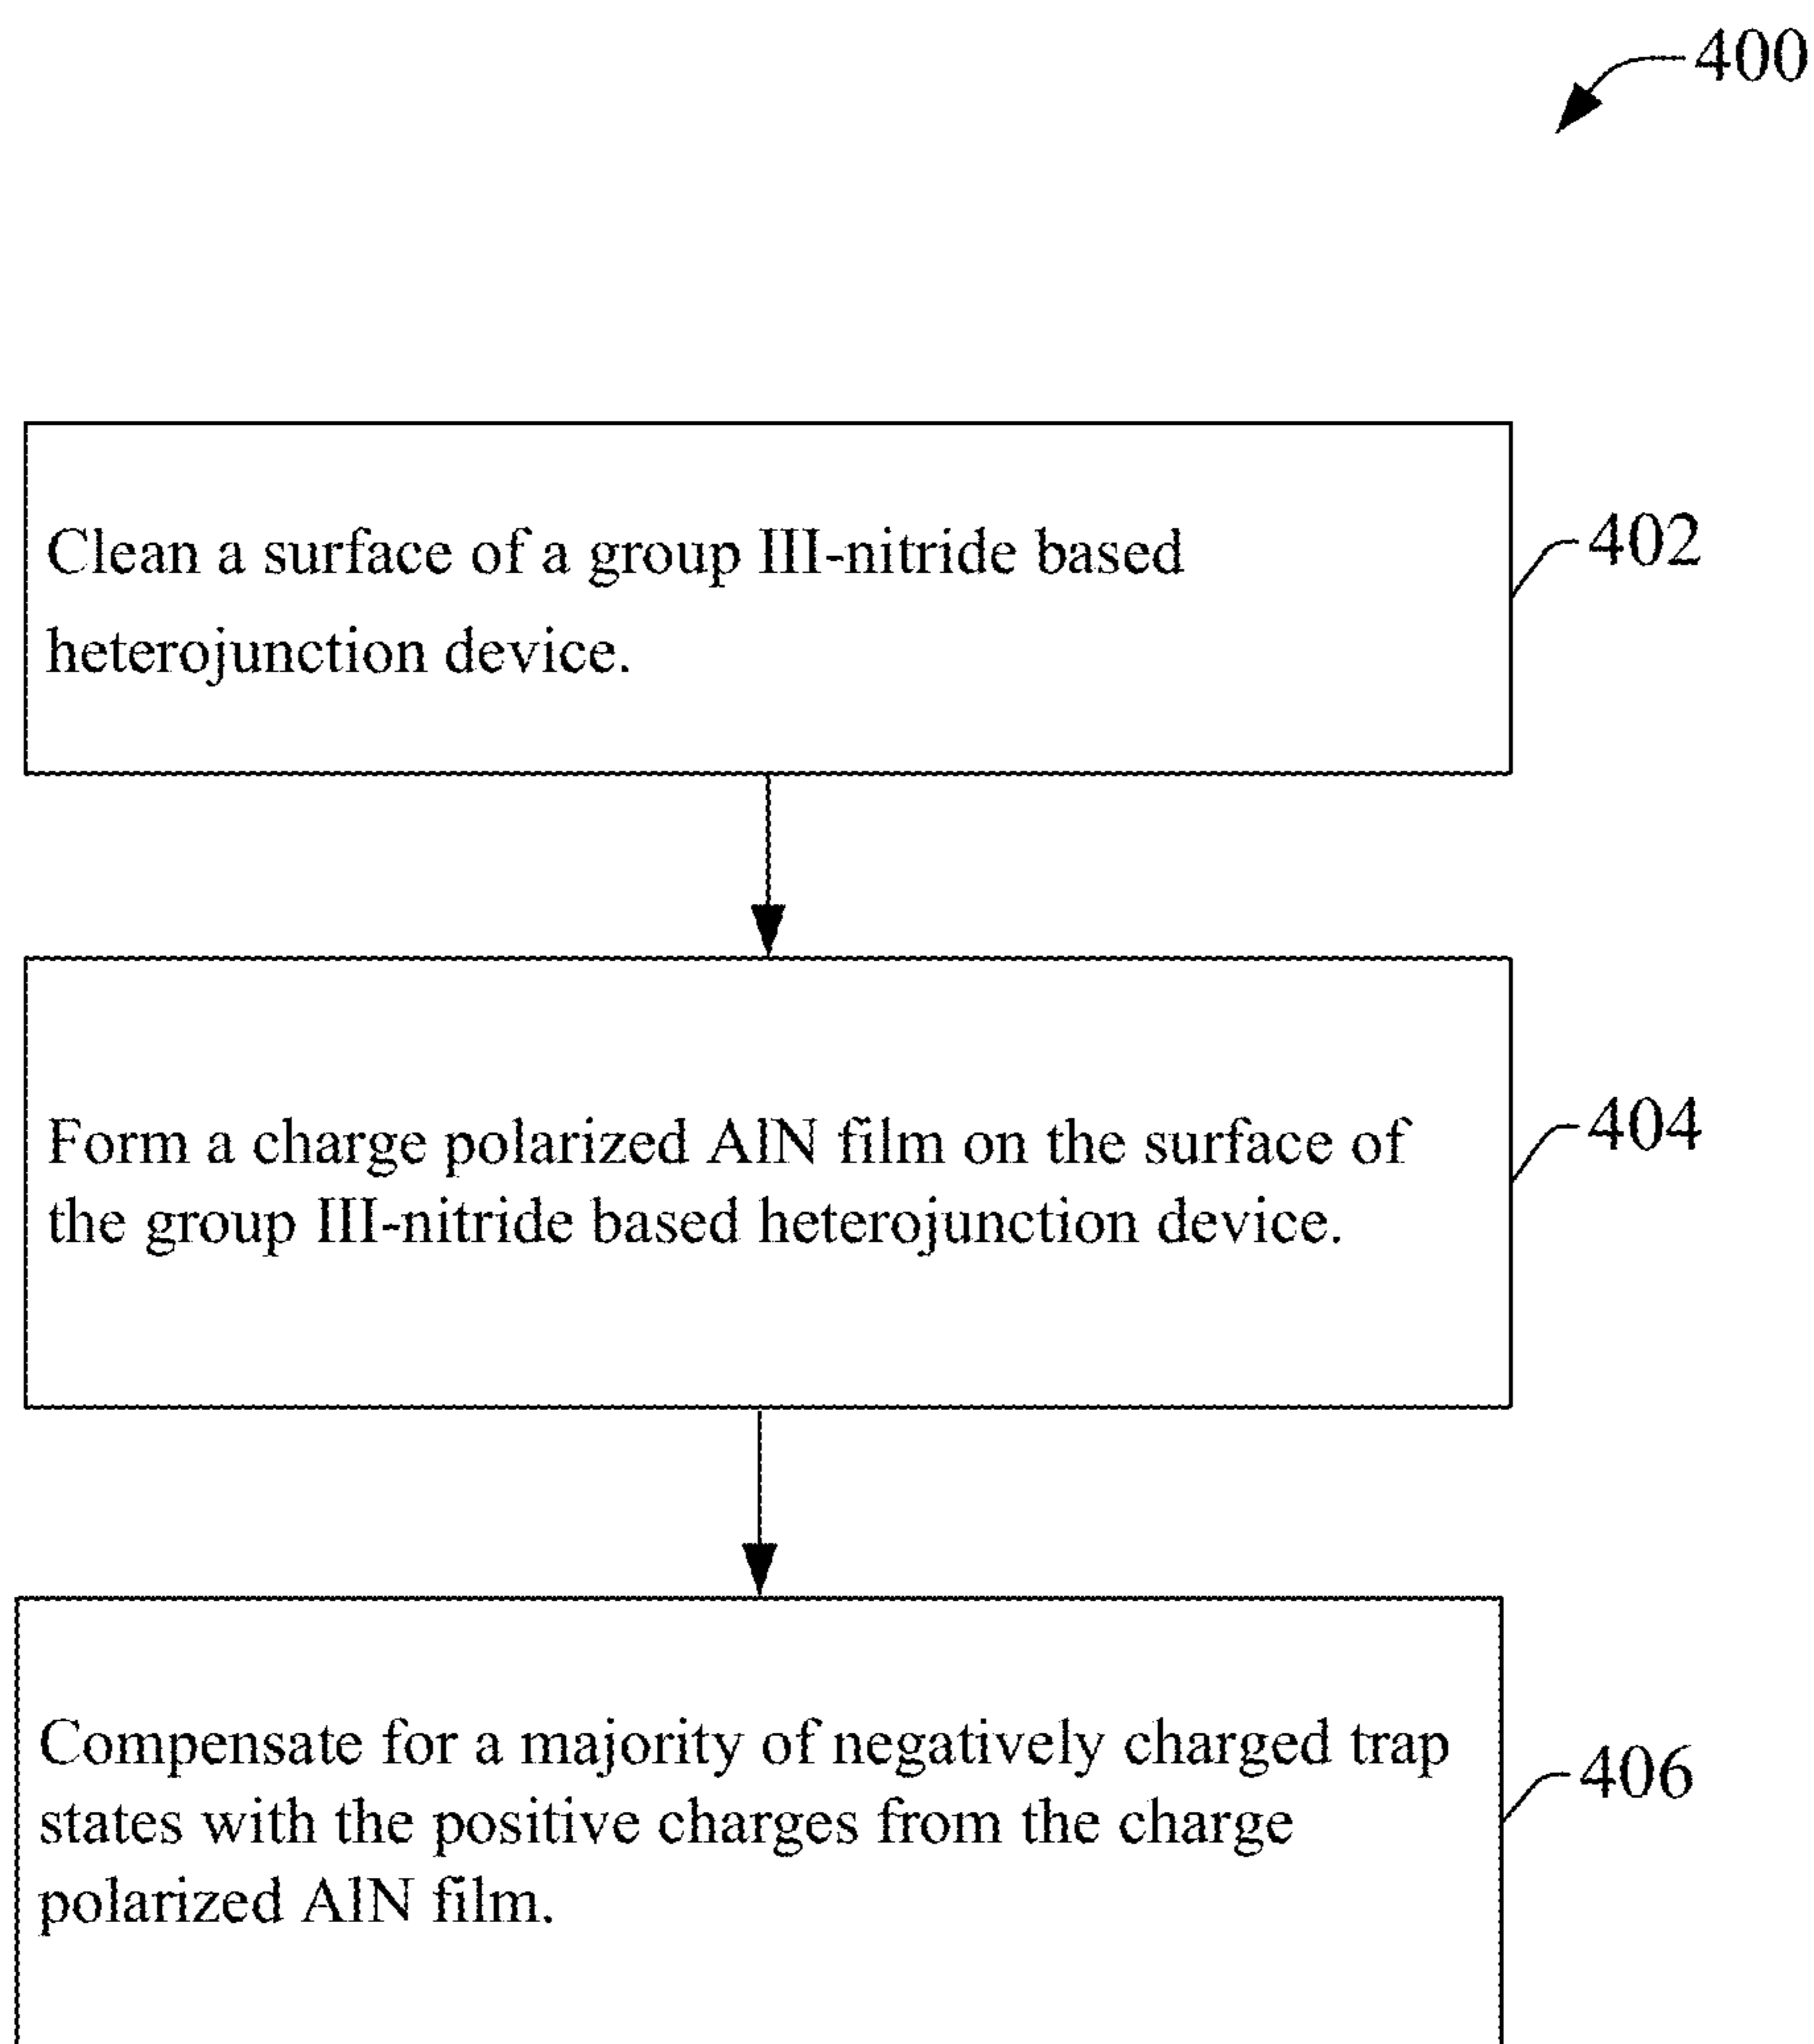 400
Clean a surface of a group III-nitride based
heterojunction device.
402
Form a charge polarized AlN film on the surface of
the group III-nitride based heterojunction device.
404
Compensate for a majority of negatively charged trap
states with the positive charges from the charge
polarized AlN film.
406